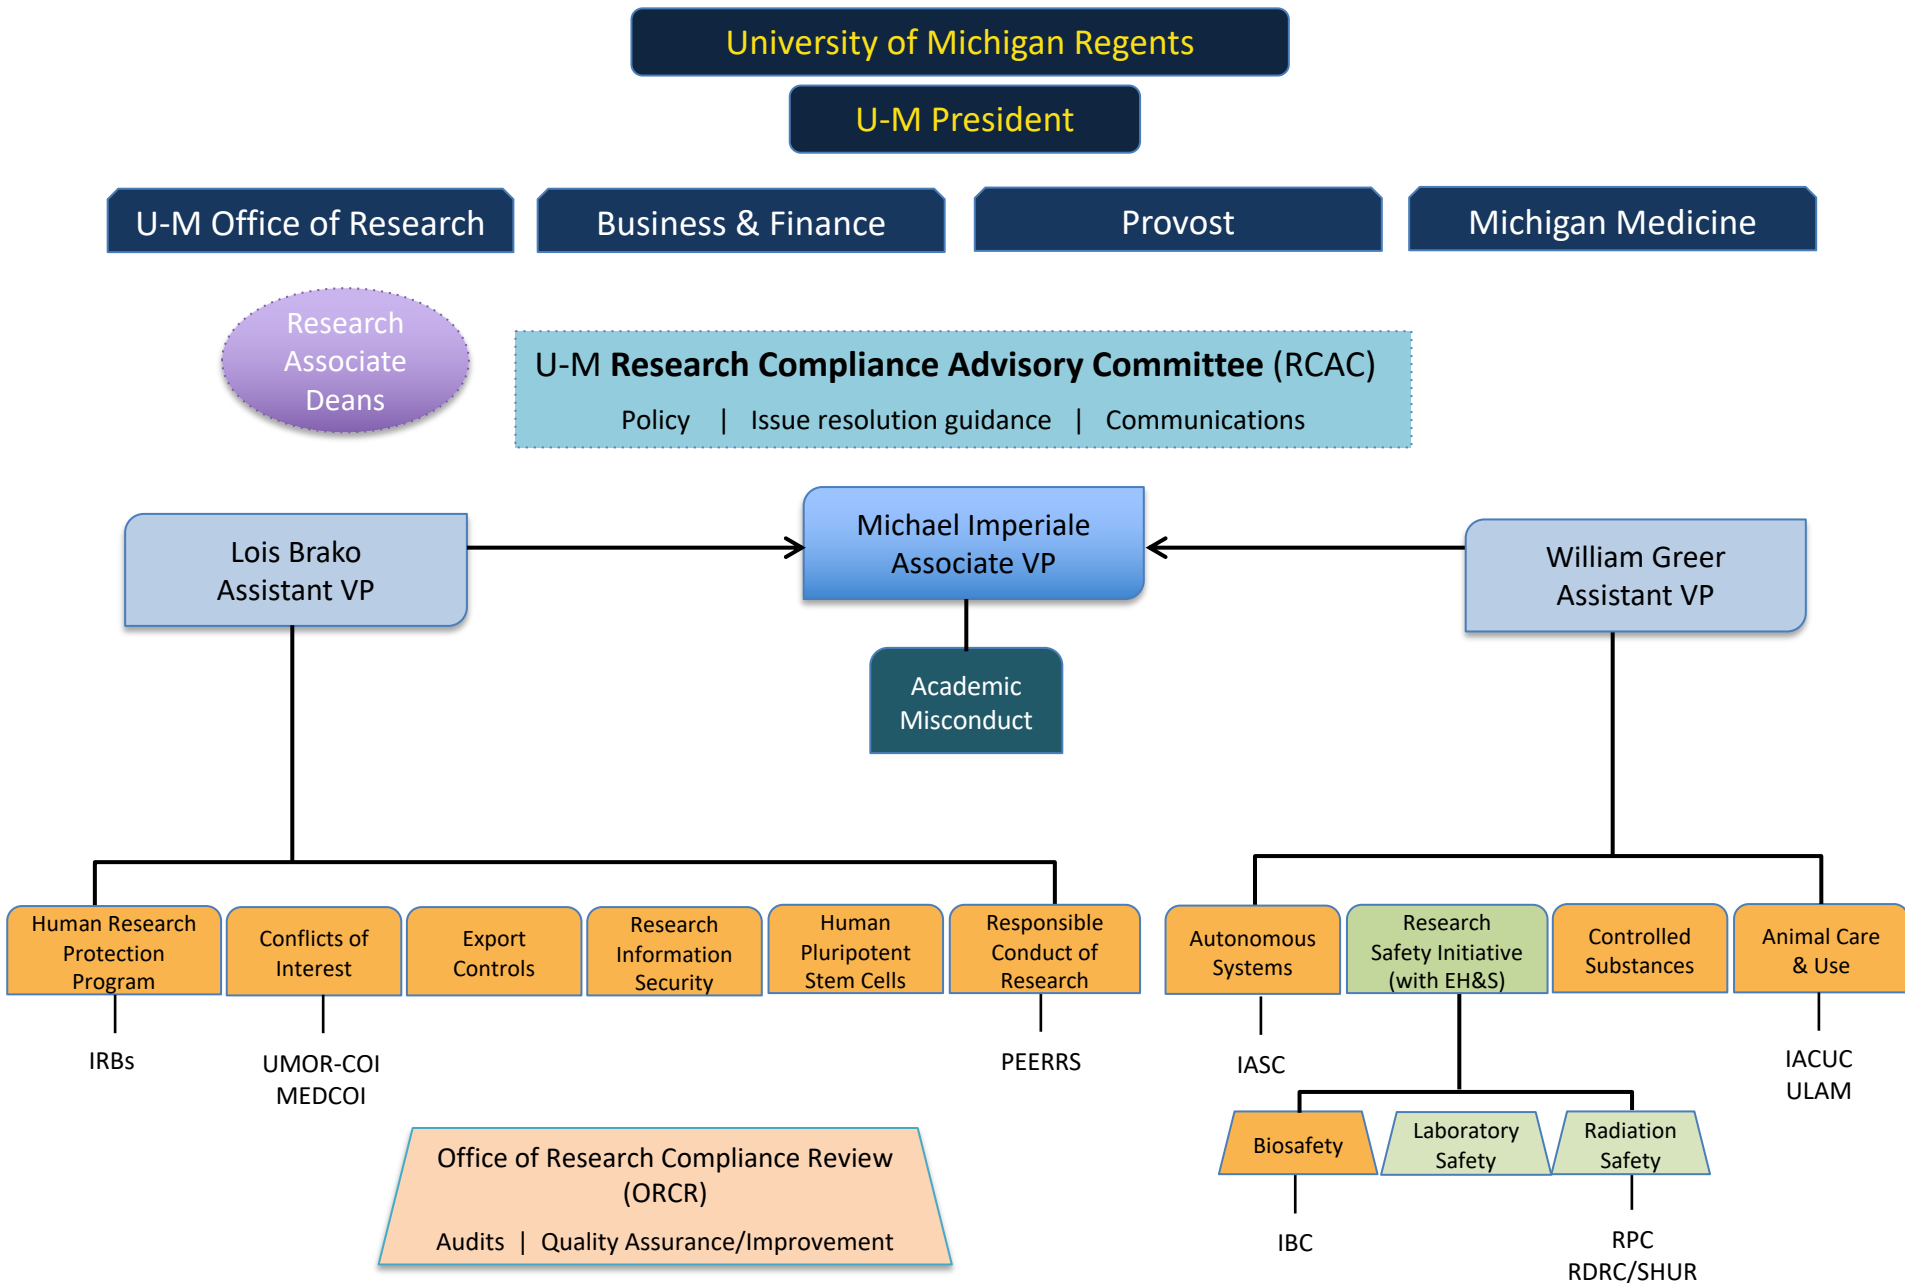 University of Michigan Regents
U-M President
U-M Office of Research
Business & Finance
Provost
Michigan Medicine
Research
Associate
Deans
U-M Research Compliance Advisory Committee (RCAC)
Policy | Issue resolution guidance | Communications
Lois Brako
Assistant VP
Michael Imperiale
Associate VP
William Greer
Assistant VP
Academic
Misconduct
Human Research
Protection
Program
Conflicts of
Interest
Export
Controls
Research
Information
Security
Human
Pluripotent
Stem Cells
Responsible
Conduct of
Research
Autonomous
Systems
Research
Safety Initiative
(with EH&S)
Controlled
Substances
Animal Care
& Use
IRBs
UMOR-COI
MEDCOI
PEERRS
IASC
IACUC
ULAM
Biosafety
Laboratory
Safety
Radiation
Safety
IBC
RPC
RDRC/SHUR
Office of Research Compliance Review
(ORCR)
Audits | Quality Assurance/Improvement